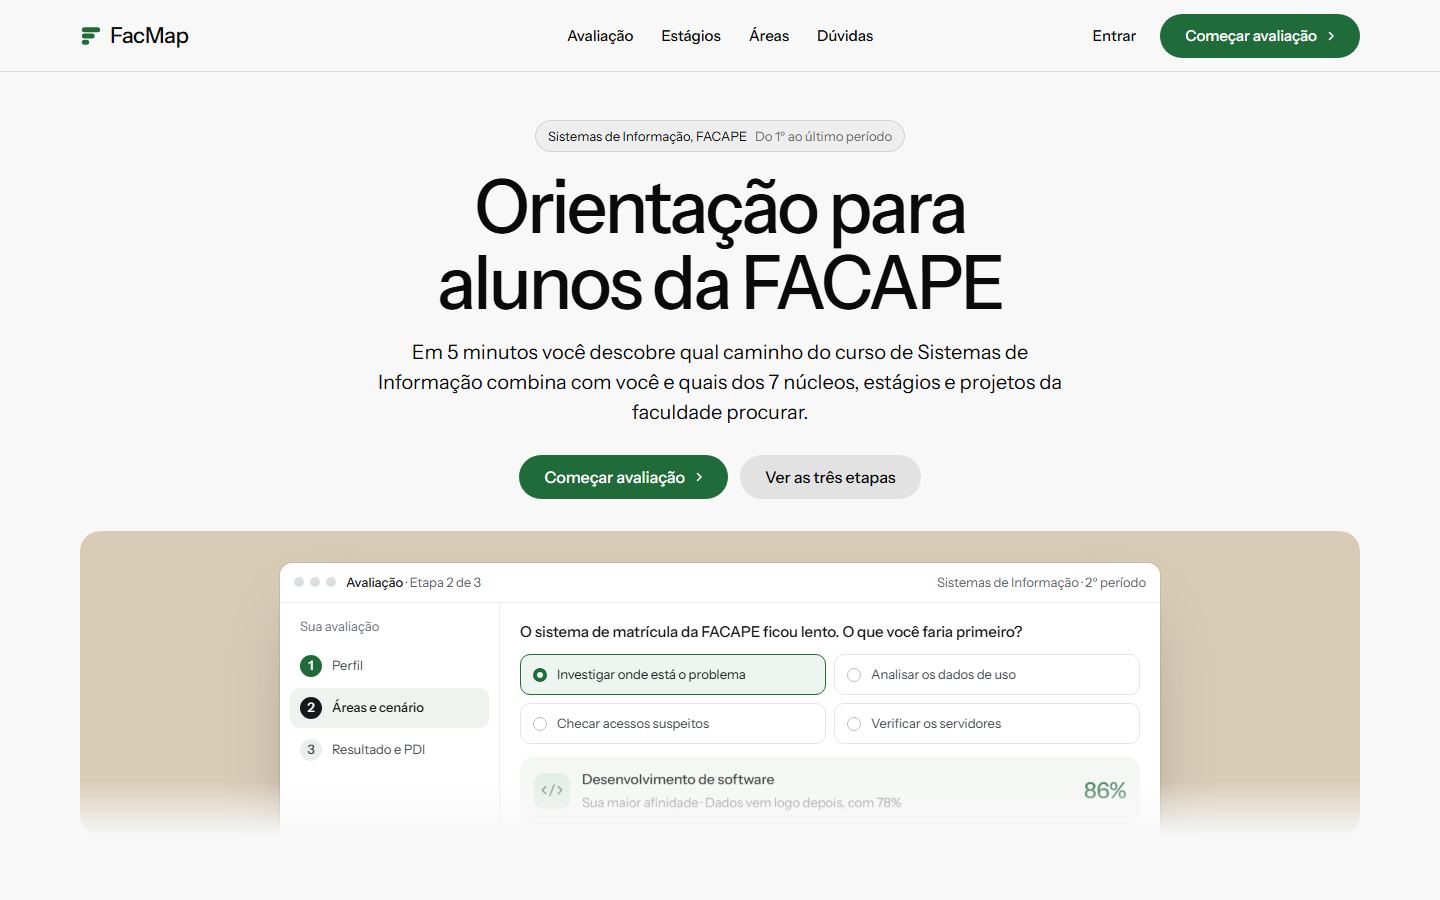 FacMap
Avaliação
Estágios
Áreas
Dúvidas
Entrar
Começar avaliação
Sistemas de Informação, FACAPE Do 1º ao último período
Orientação para
alunos da FACAPE
Em 5 minutos você descobre qual caminho do curso de Sistemas de
Informação combina com você e quais dos 7 núcleos, estágios e projetos da
faculdade procurar.
Começar avaliação
Ver as três etapas
Avaliação · Etapa 2 de 3
Sistemas de Informação · 2º período
Sua avaliação
1 Perfil
2 Áreas e cenário
3 Resultado e PDI
O sistema de matrícula da FACAPE ficou lento. O que você faria primeiro?
Investigar onde está o problema
Analisar os dados de uso
Checar acessos suspeitos
Verificar os servidores
</> Desenvolvimento de software
Sua maior afinidade · Dados vem logo depois, com 78%
86%